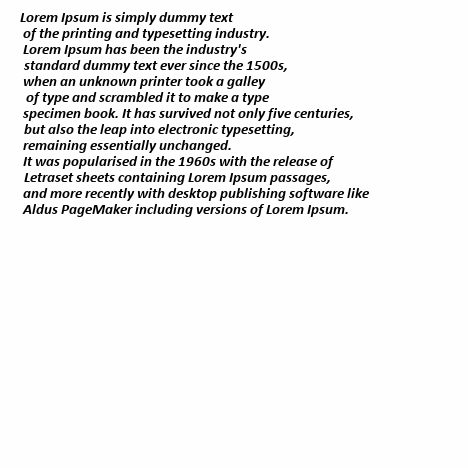 Lorem Ipsum is simply dummy text
of the printing and typesetting industry.
Lorem Ipsum has been the industry's
standard dummy text ever since the 1500s,
when an unknown printer took a galley
of type and scrambled it to make a type
specimen book. It has survived not only five centuries,
but also the leap into electronic typesetting,
remaining essentially unchanged.
It was popularised in the 1960s with the release of
Letraset sheets containing Lorem Ipsum passages,
and more recently with desktop publishing software like
Aldus PageMaker including versions of Lorem Ipsum.